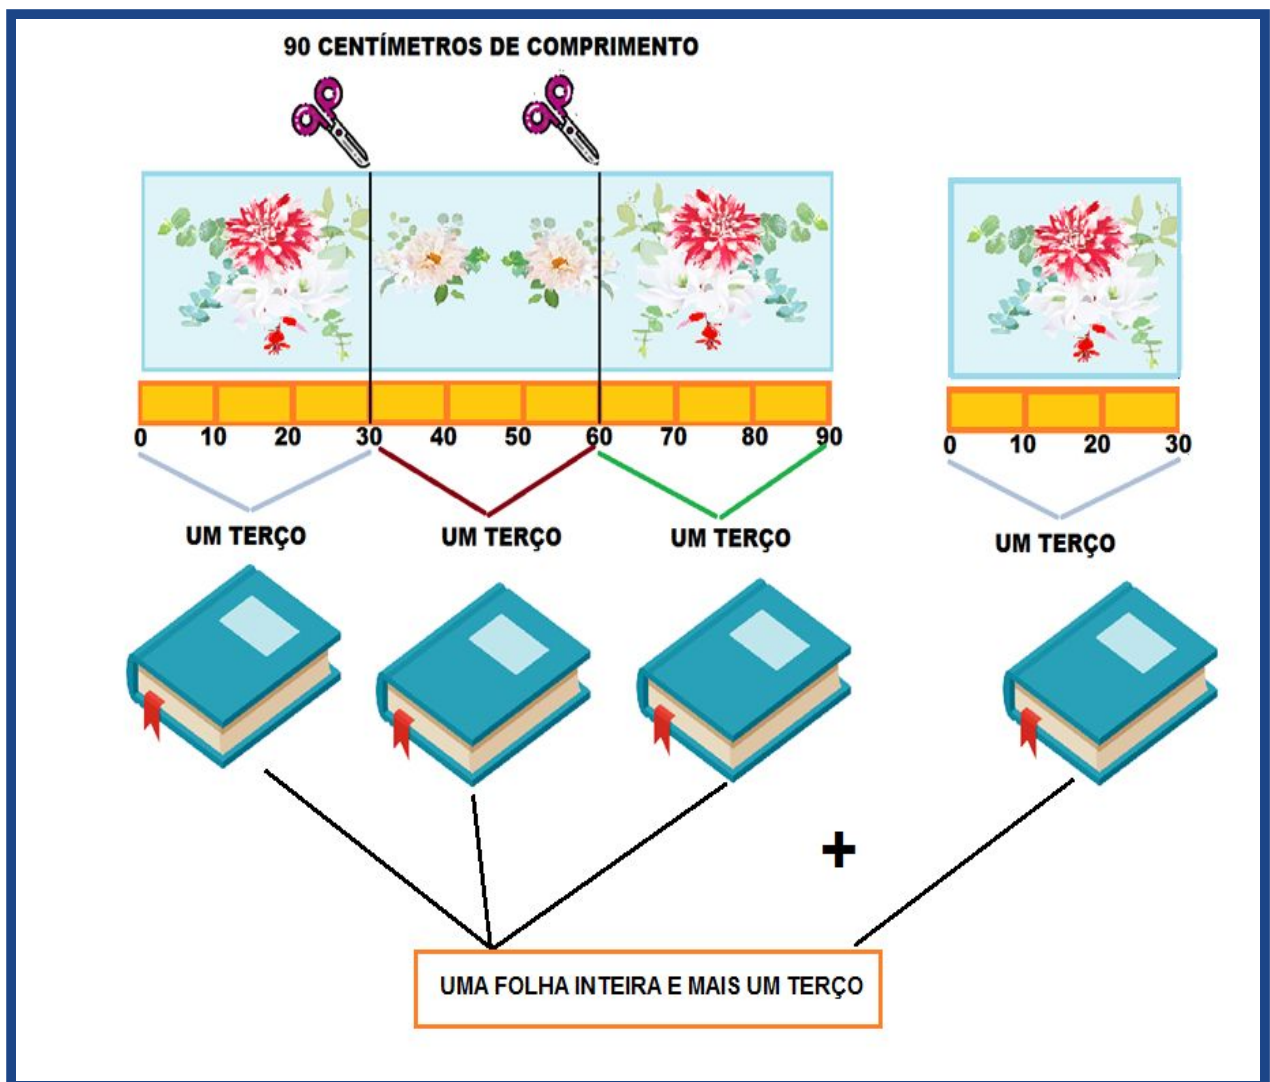 90 CENTÍMETROS DE COMPRIMENTO
0 10 20 30 40 50 60 70 80 90
0 10 20 30
UM TERÇO
UM TERÇO
UM TERÇO
UM TERÇO
+
UMA FOLHA INTEIRA E MAIS UM TERÇO